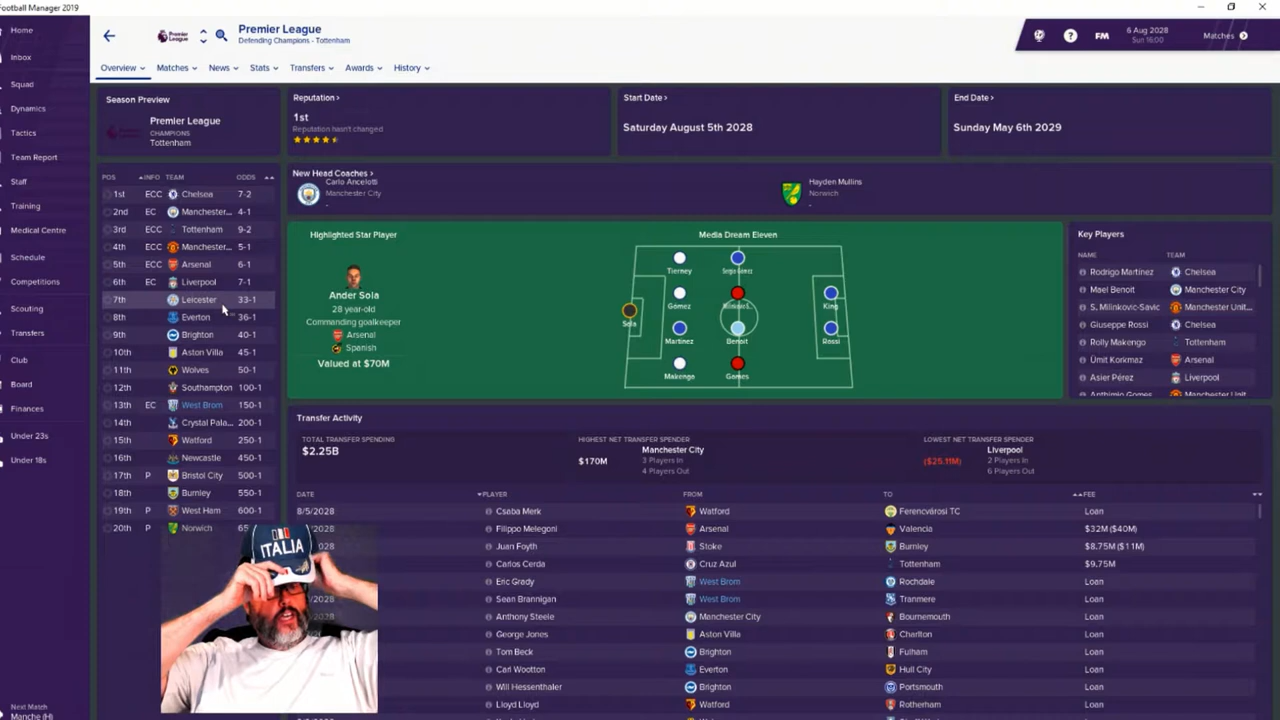 Football Manager 2019
Home
Inbox
Squad
Dynamics
Tactics
Team Report
Staff
Training
Medical Centre
Schedule
Competitions
Scouting
Transfers
Club
Board
Finances
Under 23s
Under 18s
Next Match
Manche (H)
Premier League
Premier League
Defending Champions - Tottenham
FM
6 Aug 2028
Sun 16:00
Matches
Overview Matches News Stats Transfers Awards History
Season Preview
Premier League
CHAMPIONS
Tottenham
Reputation >
1st
Reputation hasn't changed
Start Date >
Saturday August 5th 2028
End Date >
Sunday May 6th 2029
POS INFO TEAM ODDS
1st ECC Chelsea 7-2
2nd EC Manchester... 4-1
3rd ECC Tottenham 9-2
4th ECC Manchester... 5-1
5th ECC Arsenal 6-1
6th EC Liverpool 7-1
7th Leicester 33-1
8th Everton 36-1
9th Brighton 40-1
10th Aston Villa 45-1
11th Wolves 50-1
12th Southampton 100-1
13th EC West Brom 150-1
14th Crystal Pala... 200-1
15th Watford 250-1
16th Newcastle 450-1
17th P Bristol City 500-1
18th Burnley 550-1
19th P West Ham 600-1
20th P Norwich
New Head Coaches >
Carlo Ancelotti
Manchester City
-
Hayden Mullins
Norwich
-
Highlighted Star Player
Ander Sola
28 year-old
Commanding goalkeeper
Arsenal
Spanish
Valued at $70M
Media Dream Eleven
Tierney
Gomez
King
Sola
Martinez
Benoit
Rossi
Makengo
Gomes
Key Players
NAME TEAM
Rodrigo Martínez Chelsea
Mael Benoit Manchester City
S. Milinkovic-Savic Manchester Unit...
Giuseppe Rossi Chelsea
Rolly Makengo Tottenham
Ümit Korkmaz Arsenal
Asier Pérez Liverpool
Anthimio Gomes Manchester Unit...
Transfer Activity
TOTAL TRANSFER SPENDING
$2.25B
HIGHEST NET TRANSFER SPENDER
$170M
Manchester City
3 Players In
4 Players Out
LOWEST NET TRANSFER SPENDER
($25.11M)
Liverpool
2 Players In
6 Players Out
DATE PLAYER FROM TO FEE
8/5/2028 Csaba Merk Watford Ferencvárosi TC Loan
/2028 Filippo Melegoni Arsenal Valencia $32M ($40M)
028 Juan Foyth Stoke Burnley $8.75M ($11M)
Carlos Cerda Cruz Azul Tottenham $9.75M
Eric Grady West Brom Rochdale Loan
/2028 Sean Brannigan West Brom Tranmere Loan
Anthony Steele Manchester City Bournemouth Loan
George Jones Aston Villa Charlton Loan
Tom Beck Brighton Fulham Loan
Carl Wootton Everton Hull City Loan
Will Hessenthaler Brighton Portsmouth Loan
Lloyd Lloyd Watford Rotherham Loan
ITALIA